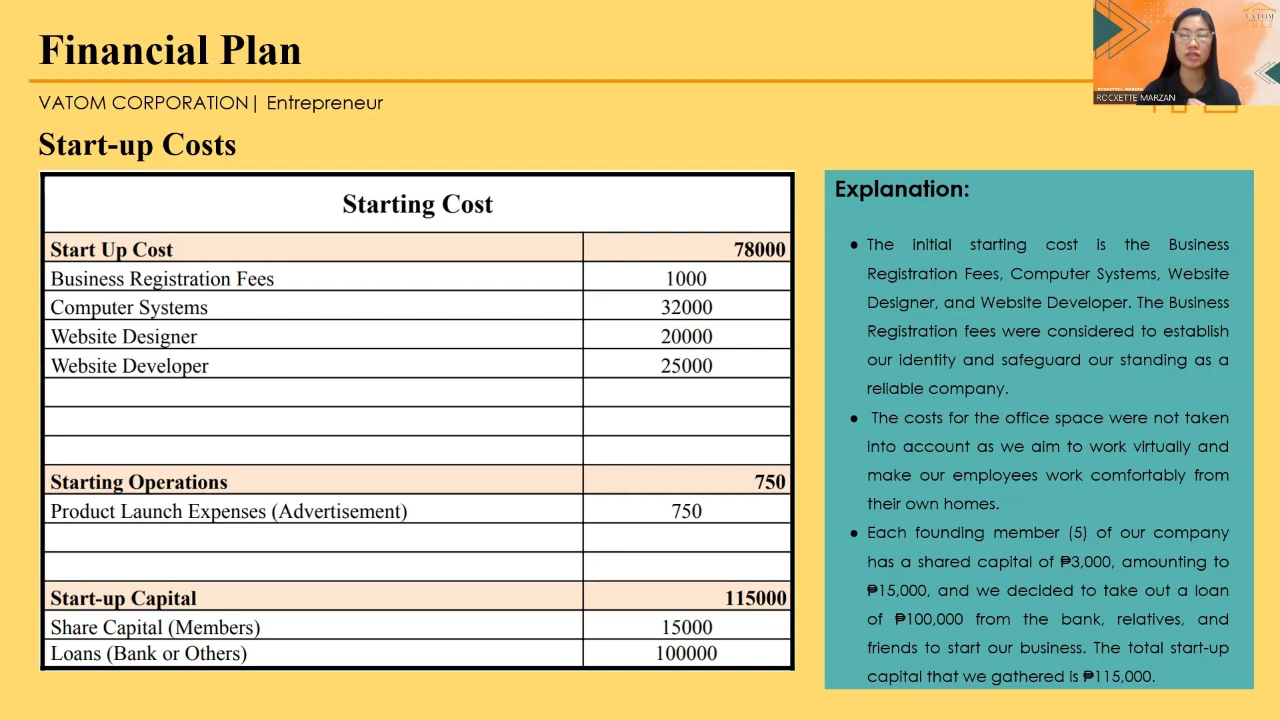 Financial Plan
VATOM CORPORATION| Entrepreneur
Start-up Costs
Starting Cost
Start Up Cost 78000
Business Registration Fees 1000
Computer Systems 32000
Website Designer 20000
Website Developer 25000
Starting Operations 750
Product Launch Expenses (Advertisement) 750
Start-up Capital 115000
Share Capital (Members) 15000
Loans (Bank or Others) 100000
Explanation:
● The initial starting cost is the Business
Registration Fees, Computer Systems, Website
Designer, and Website Developer. The Business
Registration fees were considered to establish
our identity and safeguard our standing as a
reliable company.
● The costs for the office space were not taken
into account as we aim to work virtually and
make our employees work comfortably from
their own homes.
● Each founding member (5) of our company
has a shared capital of ₱3,000, amounting to
₱15,000, and we decided to take out a loan
of ₱100,000 from the bank, relatives, and
friends to start our business. The total start-up
capital that we gathered is ₱115,000.
VATOM
ROCXETTE MARZAN